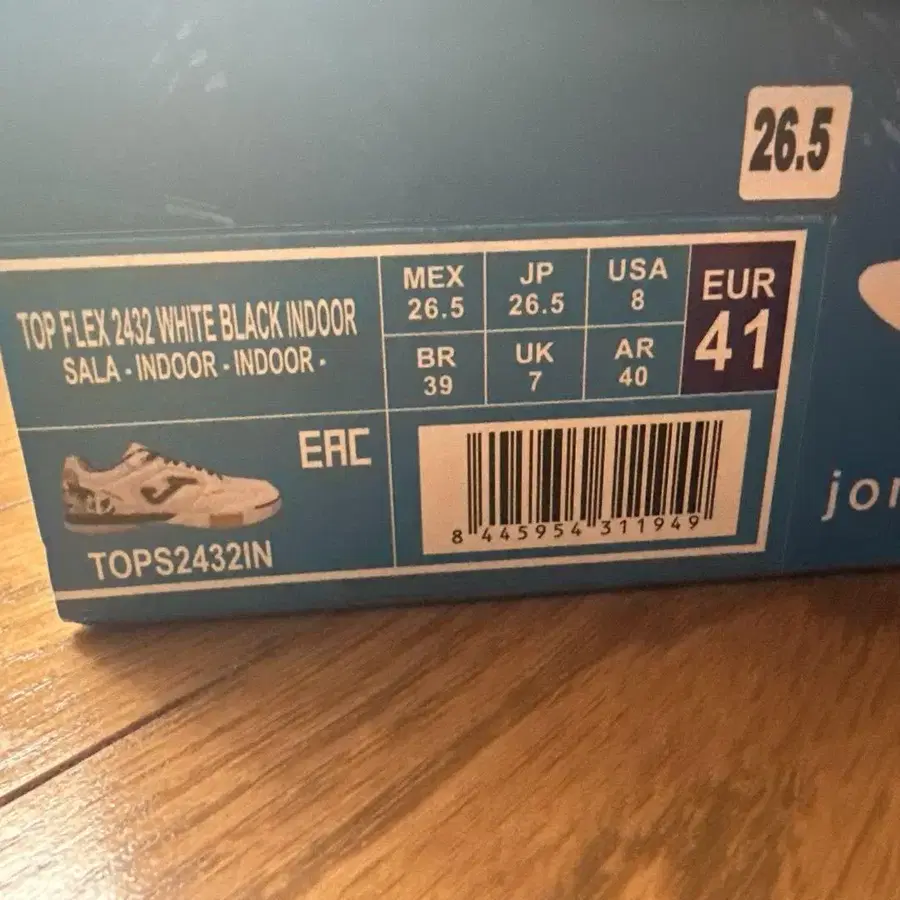 26.5
TOP FLEX 2432 WHITE BLACK INDOOR
SALA - INDOOR - INDOOR -
MEX
26.5
JP
26.5
USA
8
EUR
41
BR
39
UK
7
AR
40
EAC
TOPS2432IN
8 445954 311949